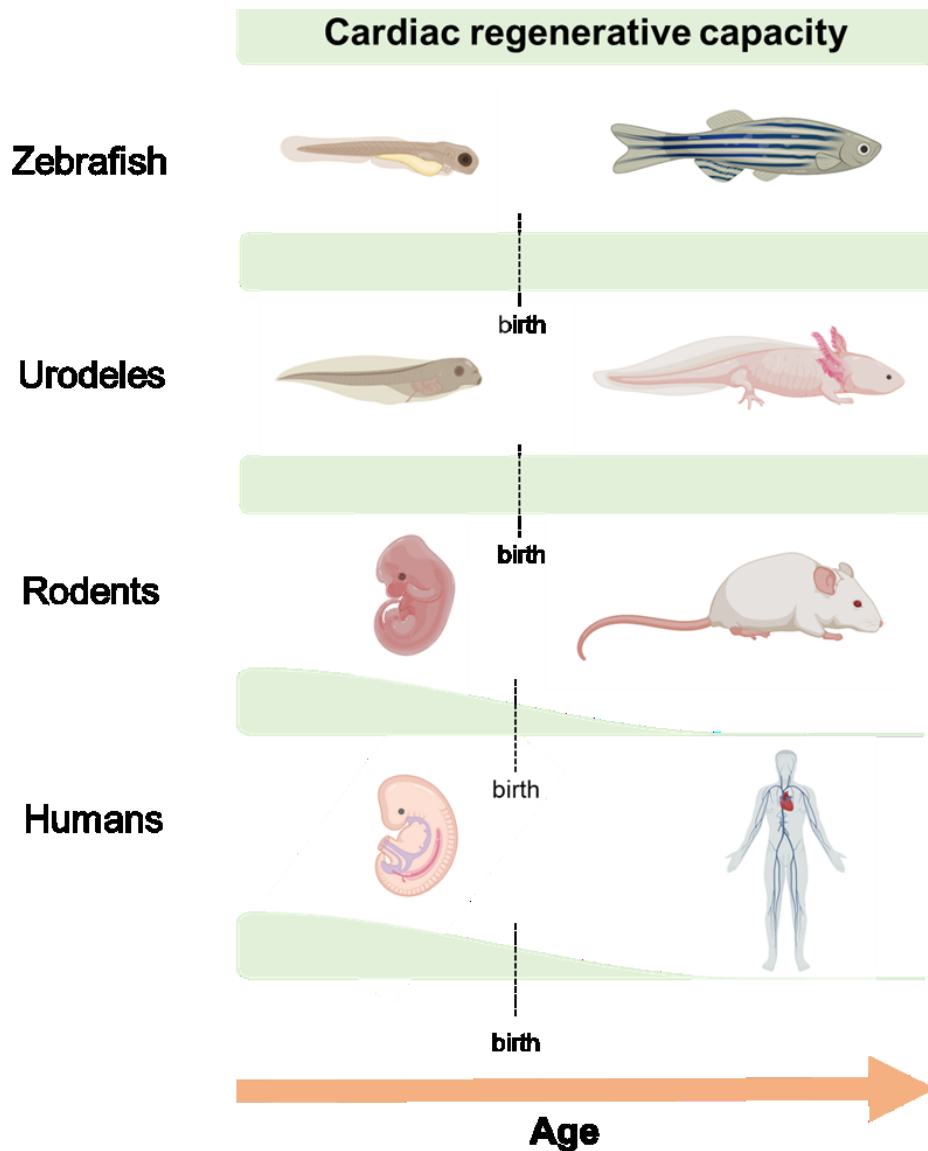 Cardiac regenerative capacity
Zebrafish
birth
Urodeles
birth
Rodents
birth
Humans
birth
Age